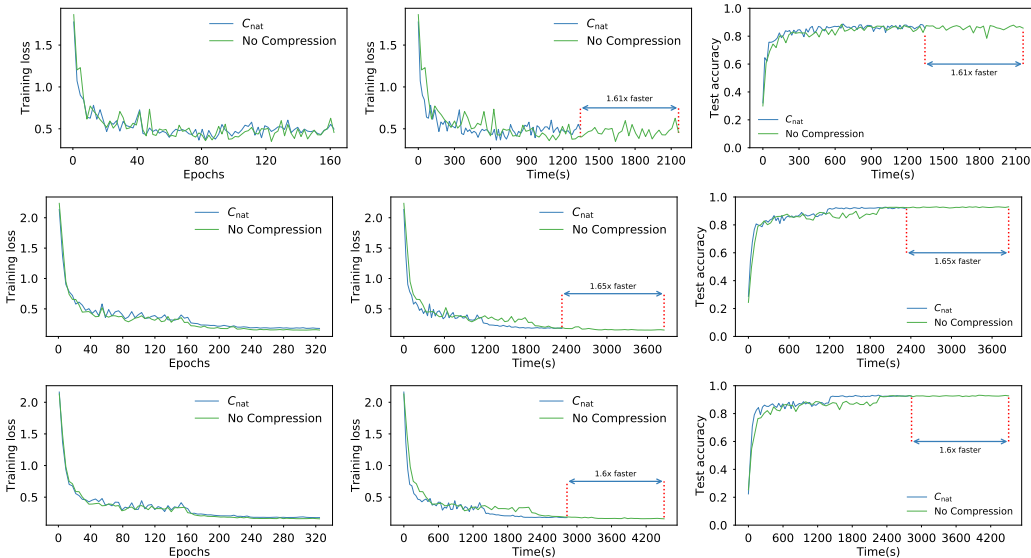 C_nat
No Compression
Training loss
1.5
1.0
0.5
0 40 80 120 160
Epochs
C_nat
No Compression
1.61x faster
Training loss
1.5
1.0
0.5
0 300 600 900 1200 1500 1800 2100
Time(s)
1.61x faster
C_nat
No Compression
Test accuracy
1.0
0.8
0.6
0.4
0.2
0.0
0 300 600 900 1200 1500 1800 2100
Time(s)
C_nat
No Compression
Training loss
2.0
1.5
1.0
0.5
0 40 80 120 160 200 240 280 320
Epochs
C_nat
No Compression
1.65x faster
Training loss
2.0
1.5
1.0
0.5
0 600 1200 1800 2400 3000 3600
Time(s)
1.65x faster
C_nat
No Compression
Test accuracy
1.0
0.8
0.6
0.4
0.2
0.0
0 600 1200 1800 2400 3000 3600
Time(s)
C_nat
No Compression
Training loss
2.0
1.5
1.0
0.5
0 40 80 120 160 200 240 280 320
Epochs
C_nat
No Compression
1.6x faster
Training loss
2.0
1.5
1.0
0.5
0 600 1200 1800 2400 3000 3600 4200
Time(s)
1.6x faster
C_nat
No Compression
Test accuracy
1.0
0.8
0.6
0.4
0.2
0.0
0 600 1200 1800 2400 3000 3600 4200
Time(s)